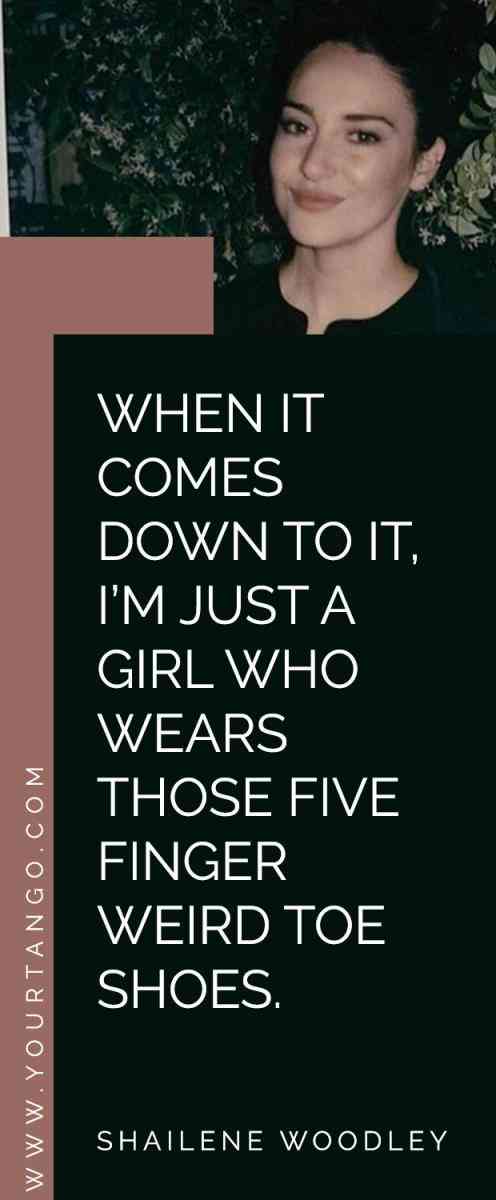 WHEN IT
COMES
DOWN TO IT,
I'M JUST A
GIRL WHO
WEARS
THOSE FIVE
FINGER
WEIRD TOE
SHOES.
SHAILENE WOODLEY
WWW.YOURTANGO.COM